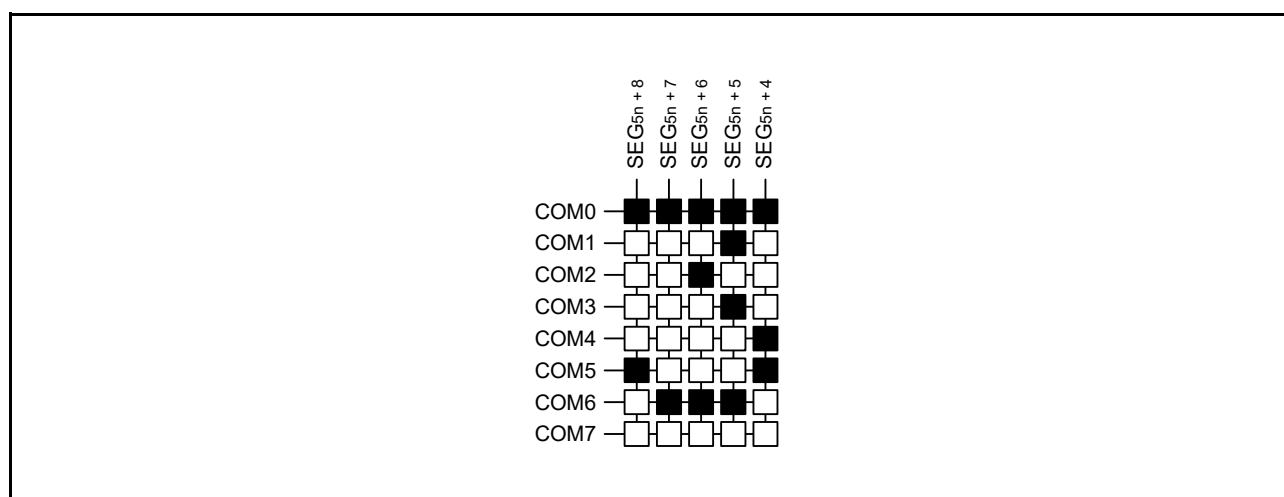 SEG5n + 8
SEG5n + 7
SEG5n + 6
SEG5n + 5
SEG5n + 4
COM0
COM1
COM2
COM3
COM4
COM5
COM6
COM7